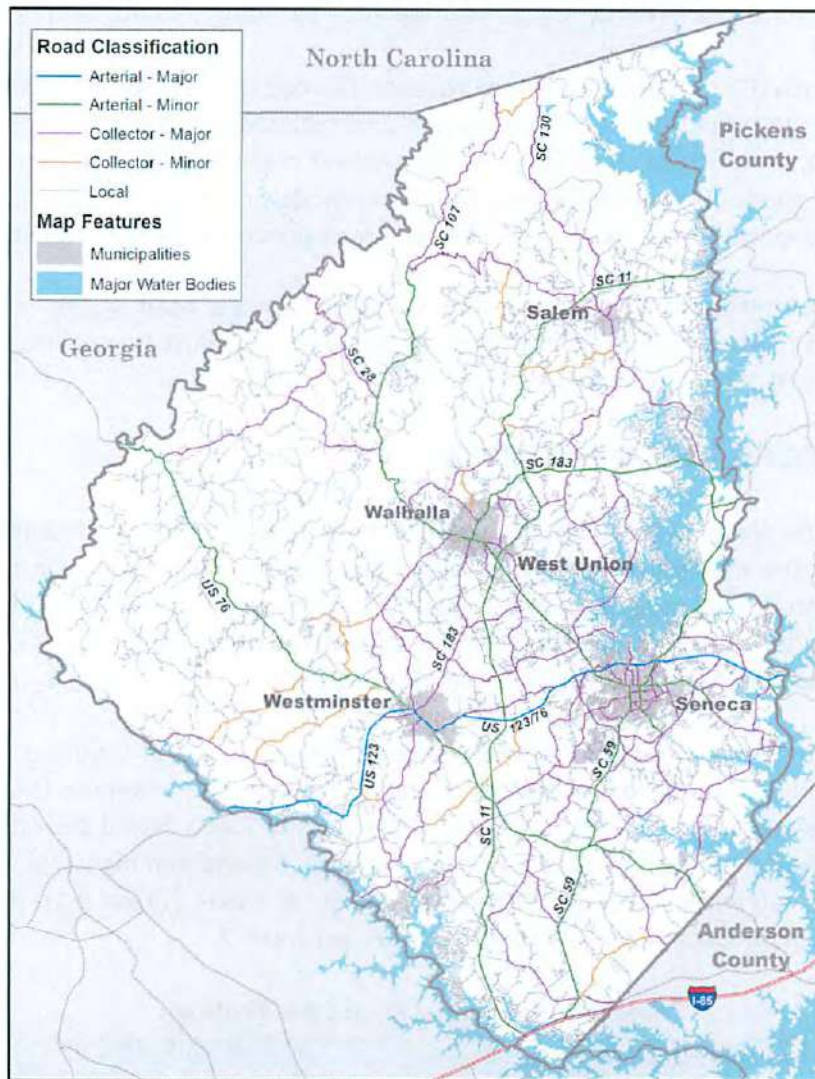 Road Classification
Arterial - Major
Arterial - Minor
Collector - Major
Collector - Minor
Local
Map Features
Municipalities
Major Water Bodies
North Carolina
Pickens
County
SC 130
SC 107
SC 11
Salem
Georgia
SC 28
SC 183
Walhalla
West Union
US 76
SC 183
Westminster
Seneca
US 123/76
US 123
SC 59
SC 11
SC 59
Anderson
County
I-85